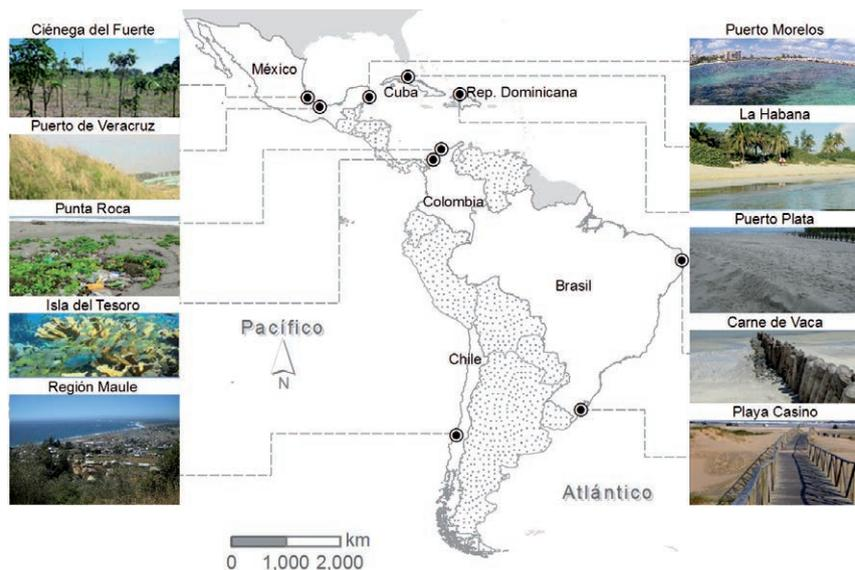 Ciénega del Fuerte
Puerto de Veracruz
Punta Roca
Isla del Tesoro
Región Maule
México
Cuba
Rep. Dominicana
Colombia
Brasil
Pacífico
N
Chile
Atlántico
km
0 1,000 2,000
Puerto Morelos
La Habana
Puerto Plata
Carne de Vaca
Playa Casino